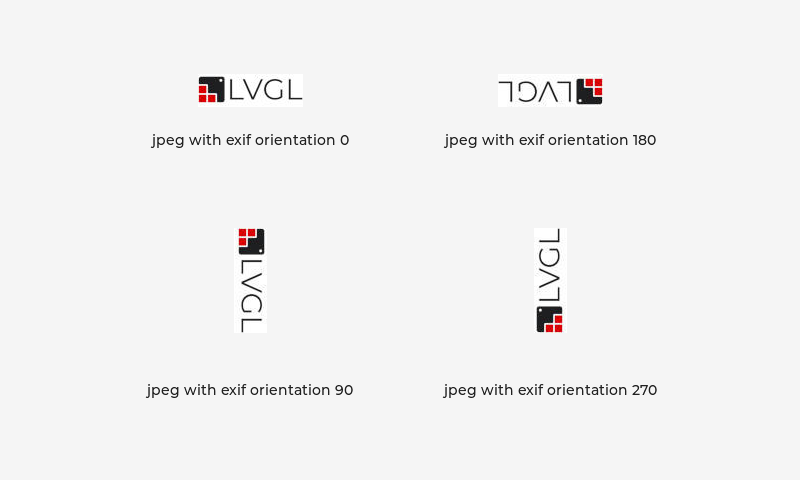 LVGL
LVGL
jpeg with exif orientation 0
jpeg with exif orientation 180
LVGL
LVGL
jpeg with exif orientation 90
jpeg with exif orientation 270